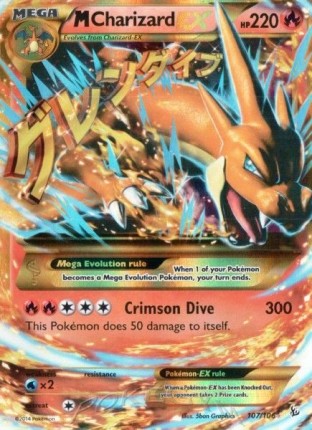 MEGA M Charizard EX HP220
Evolves from Charizard-EX
グレンダイブ
Mega Evolution rule
When 1 of your Pokémon
becomes a Mega Evolution Pokémon, your turn ends.
Crimson Dive 300
This Pokémon does 50 damage to itself.
weakness resistance
×2
Pokémon-EX rule
When a Pokémon-EX has been Knocked Out,
your opponent takes 2 Prize cards.
retreat
©2014 Pokémon
Illus. 5ban Graphics
107/106